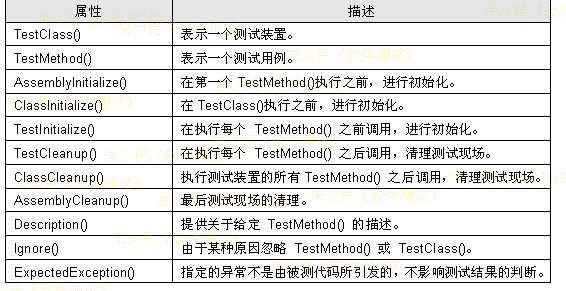 属性 描述
TestClass() 表示一个测试装置。
TestMethod() 表示一个测试用例。
AssemblyInitialize() 在第一个 TestMethod()执行之前，进行初始化。
ClassInitialize() 在 TestClass()执行之前，进行初始化。
TestInitialize() 在执行每个 TestMethod() 之前调用，进行初始化。
TestCleanup() 在执行每个 TestMethod() 之后调用，清理测试现场。
ClassCleanup() 执行测试装置的所有 TestMethod() 之后调用，清理测试现场。
AssemblyCleanup() 最后测试现场的清理。
Description() 提供关于给定 TestMethod() 的描述。
Ignore() 由于某种原因忽略 TestMethod() 或 TestClass()。
ExpectedException() 指定的异常不是由被测代码所引发的，不影响测试结果的判断。